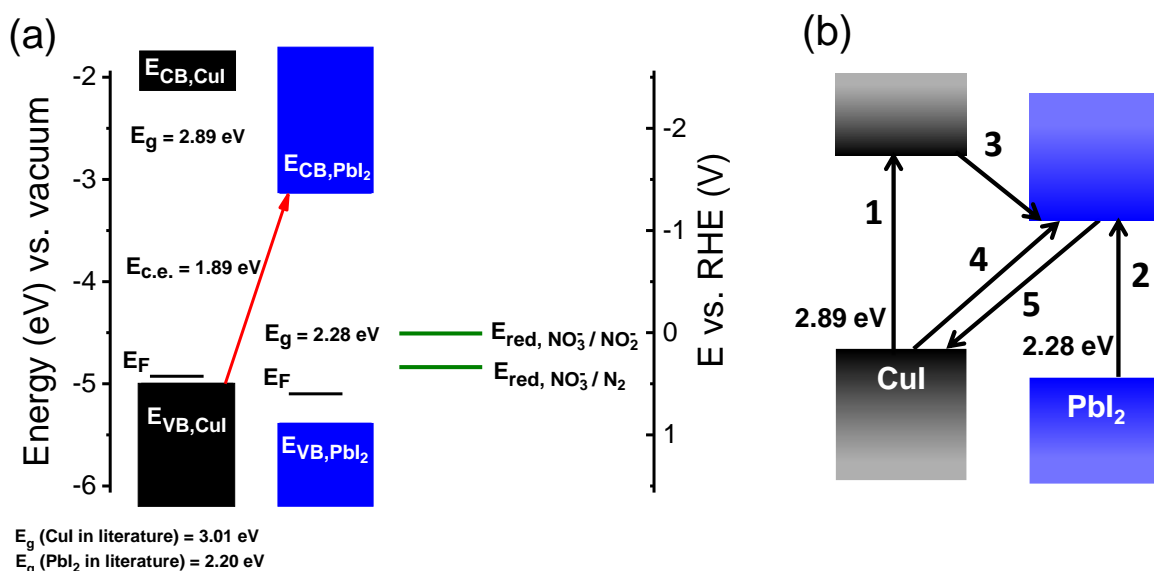 (a)
Energy (eV) vs. vacuum
-2
-3
-4
-5
-6
E_CB,CuI
E_g = 2.89 eV
E_CB,PbI₂
E_c.e. = 1.89 eV
E_g = 2.28 eV
E_F
E_F
E_VB,CuI
E_VB,PbI₂
E_red, NO₃⁻ / NO₂⁻
E_red, NO₃⁻ / N₂
-2
-1
0
1
E vs. RHE (V)
E_g (CuI in literature) = 3.01 eV
E_g (PbI₂ in literature) = 2.20 eV
(b)
3
1
4
5
2
2.89 eV
2.28 eV
CuI
PbI₂